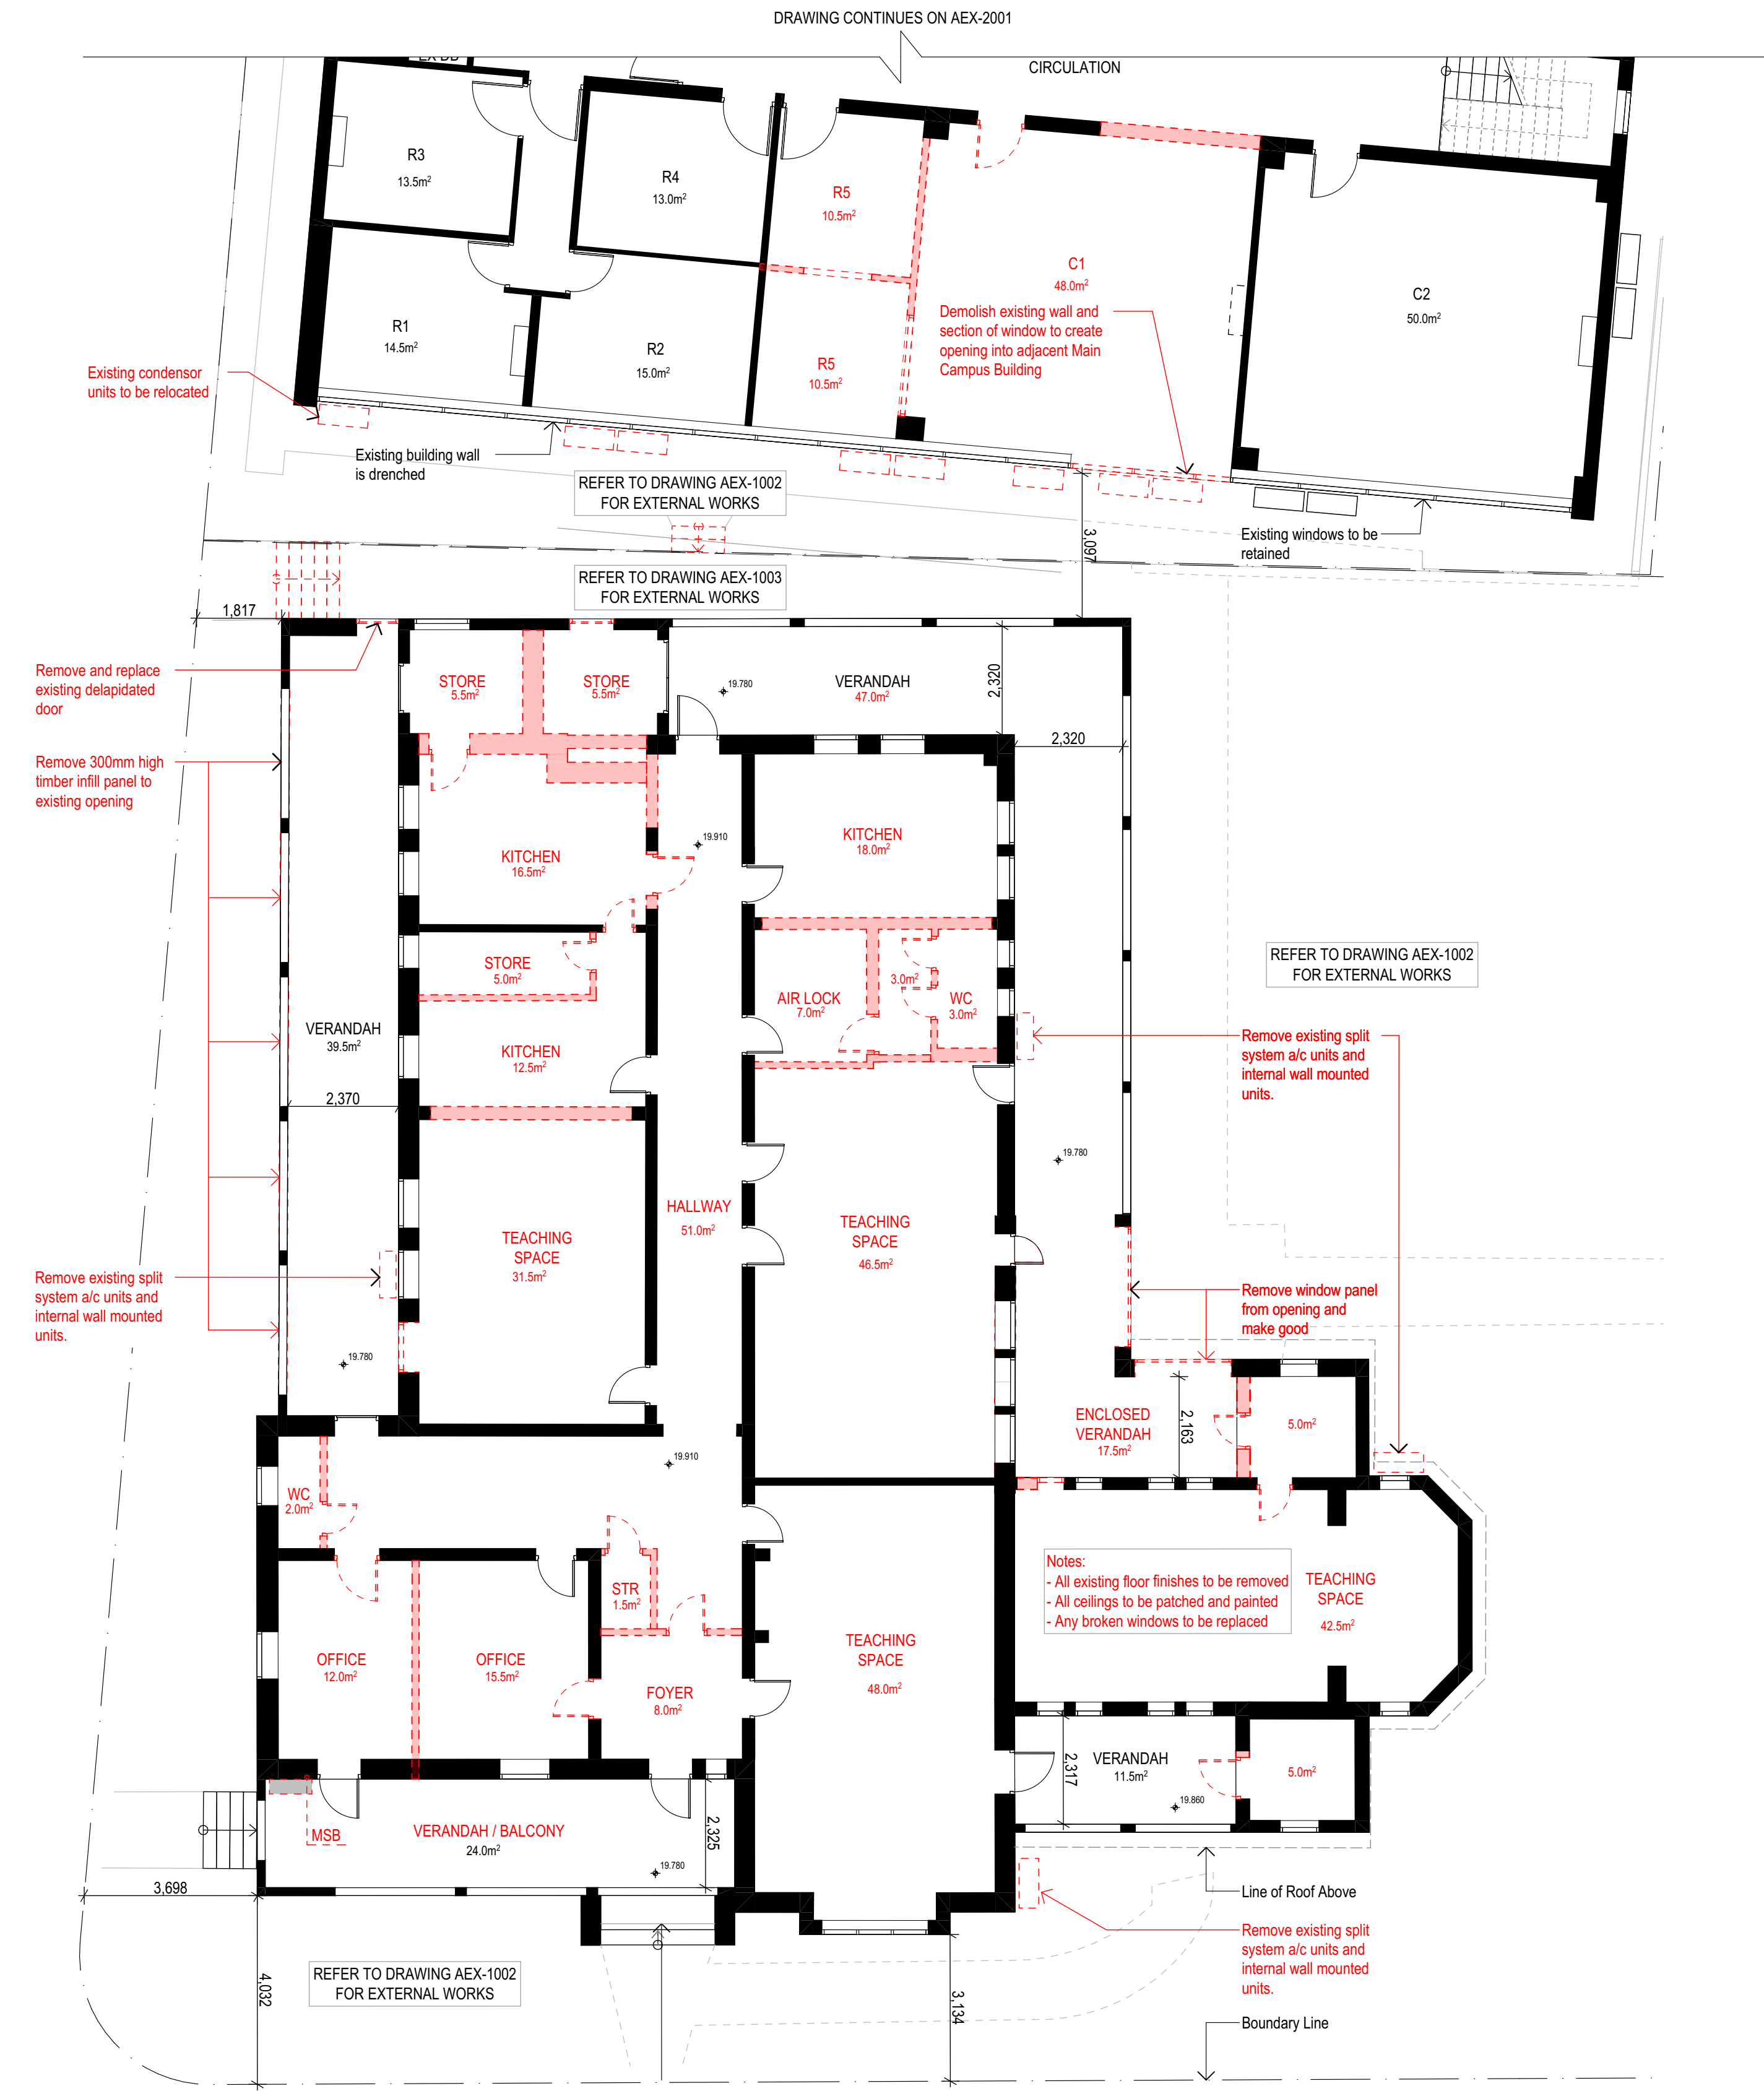 DRAWING CONTINUES ON AEX-2001
CIRCULATION
R3
13.5m²
R4
13.0m²
R5
10.5m²
C1
48.0m²
C2
50.0m²
R1
14.5m²
R2
15.0m²
R5
10.5m²
Demolish existing wall and
section of window to create
opening into adjacent Main
Campus Building
Existing condensor
units to be relocated
Existing building wall
is drenched
REFER TO DRAWING AEX-1002
FOR EXTERNAL WORKS
Existing windows to be
retained
3,097
REFER TO DRAWING AEX-1003
FOR EXTERNAL WORKS
1,817
Remove and replace
existing delapidated
door
STORE
5.5m²
STORE
5.5m²
19.780
VERANDAH
47.0m²
2,320
2,320
Remove 300mm high
timber infill panel to
existing opening
19.910
KITCHEN
16.5m²
KITCHEN
18.0m²
STORE
5.0m²
AIR LOCK
7.0m²
3.0m²
WC
3.0m²
REFER TO DRAWING AEX-1002
FOR EXTERNAL WORKS
VERANDAH
39.5m²
KITCHEN
12.5m²
2,370
Remove existing split
system a/c units and
internal wall mounted
units.
19.780
HALLWAY
51.0m²
TEACHING
SPACE
31.5m²
TEACHING
SPACE
46.5m²
Remove existing split
system a/c units and
internal wall mounted
units.
Remove window panel
from opening and
make good
19.780
ENCLOSED
VERANDAH
17.5m²
2,163
5.0m²
19.910
WC
2.0m²
STR
1.5m²
Notes:
- All existing floor finishes to be removed
- All ceilings to be patched and painted
- Any broken windows to be replaced
TEACHING
SPACE
42.5m²
OFFICE
12.0m²
OFFICE
15.5m²
FOYER
8.0m²
TEACHING
SPACE
48.0m²
VERANDAH
11.5m²
2,317
19.860
5.0m²
MSB
VERANDAH / BALCONY
24.0m²
2,325
19.780
3,698
Line of Roof Above
Remove existing split
system a/c units and
internal wall mounted
units.
REFER TO DRAWING AEX-1002
FOR EXTERNAL WORKS
4,032
3,134
Boundary Line